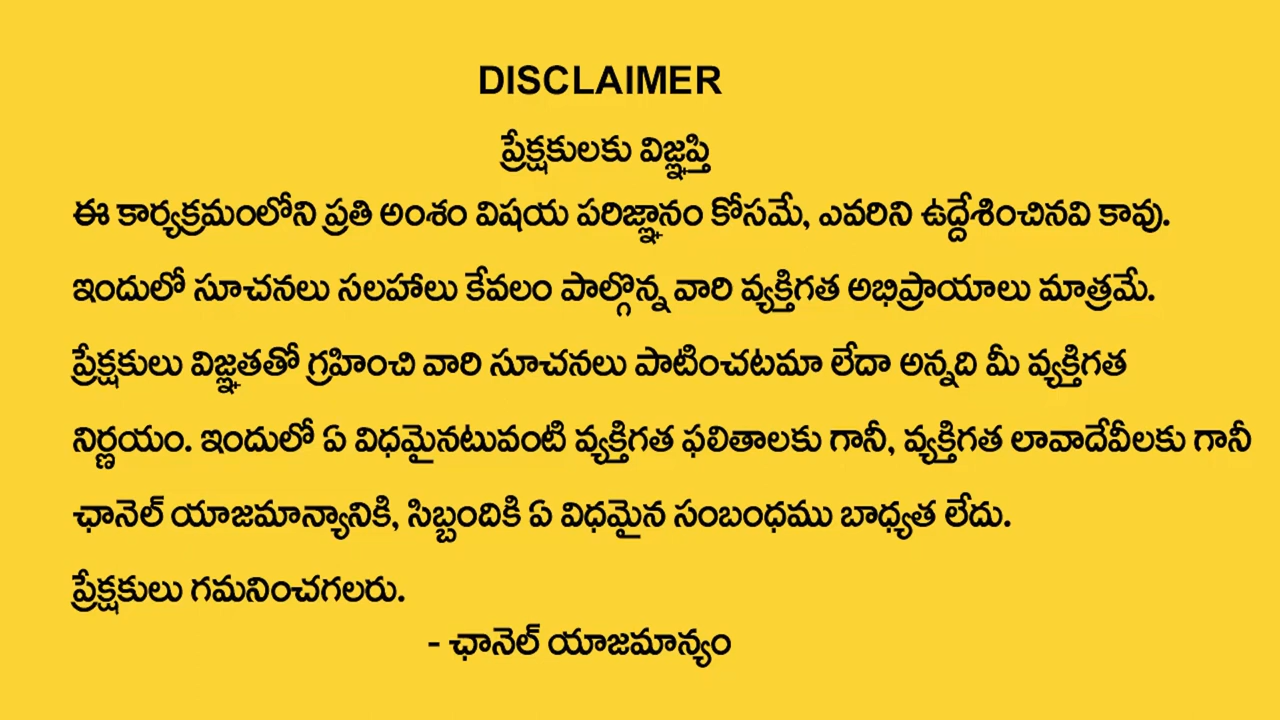 DISCLAIMER
ప్రేక్షకులకు విజ్ఞప్తి
ఈ కార్యక్రమంలోని ప్రతి అంశం విషయ పరిజ్ఞానం కోసమే, ఎవరిని ఉద్దేశించినవి కావు.
ఇందులో సూచనలు సలహాలు కేవలం పాల్గొన్న వారి వ్యక్తిగత అభిప్రాయాలు మాత్రమే.
ప్రేక్షకులు విజ్ఞతతో గ్రహించి వారి సూచనలు పాటించటమా లేదా అన్నది మీ వ్యక్తిగత
నిర్ణయం. ఇందులో ఏ విధమైనటువంటి వ్యక్తిగత ఫలితాలకు గానీ, వ్యక్తిగత లావాదేవీలకు గానీ
ఛానెల్ యాజమాన్యానికి, సిబ్బందికి ఏ విధమైన సంబంధము బాధ్యత లేదు.
ప్రేక్షకులు గమనించగలరు.
- ఛానెల్ యాజమాన్యం